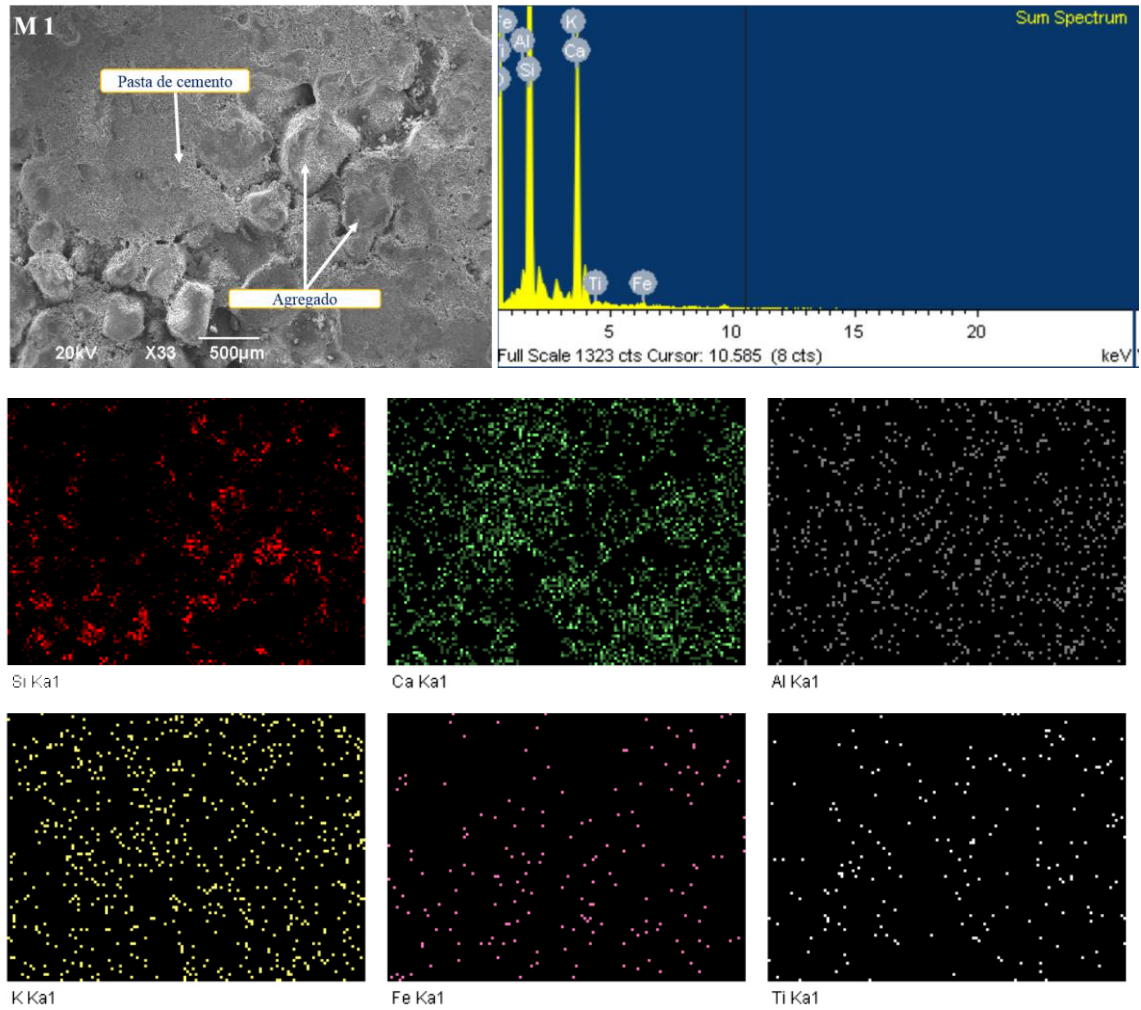 M 1
Pasta de cemento
Agregado
20kV X33 500µm
Sum Spectrum
Fe
Al
Si
K
Ca
Ti
Fe
5 10 15 20
Full Scale 1323 cts Cursor: 10.585 (8 cts) keV
Si Ka1
Ca Ka1
Al Ka1
K Ka1
Fe Ka1
Ti Ka1